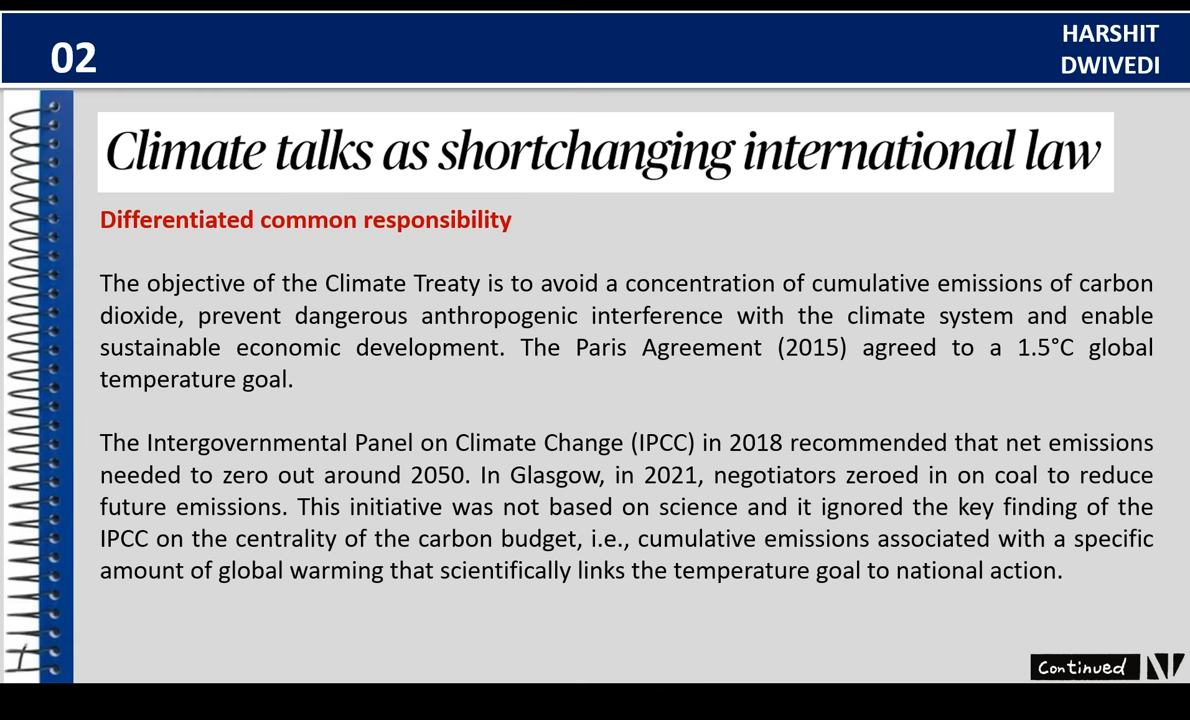 02
HARSHIT
DWIVEDI
Climate talks as shortchanging international law
Differentiated common responsibility
The objective of the Climate Treaty is to avoid a concentration of cumulative emissions of carbon
dioxide, prevent dangerous anthropogenic interference with the climate system and enable
sustainable economic development. The Paris Agreement (2015) agreed to a 1.5°C global
temperature goal.
The Intergovernmental Panel on Climate Change (IPCC) in 2018 recommended that net emissions
needed to zero out around 2050. In Glasgow, in 2021, negotiators zeroed in on coal to reduce
future emissions. This initiative was not based on science and it ignored the key finding of the
IPCC on the centrality of the carbon budget, i.e., cumulative emissions associated with a specific
amount of global warming that scientifically links the temperature goal to national action.
Continued